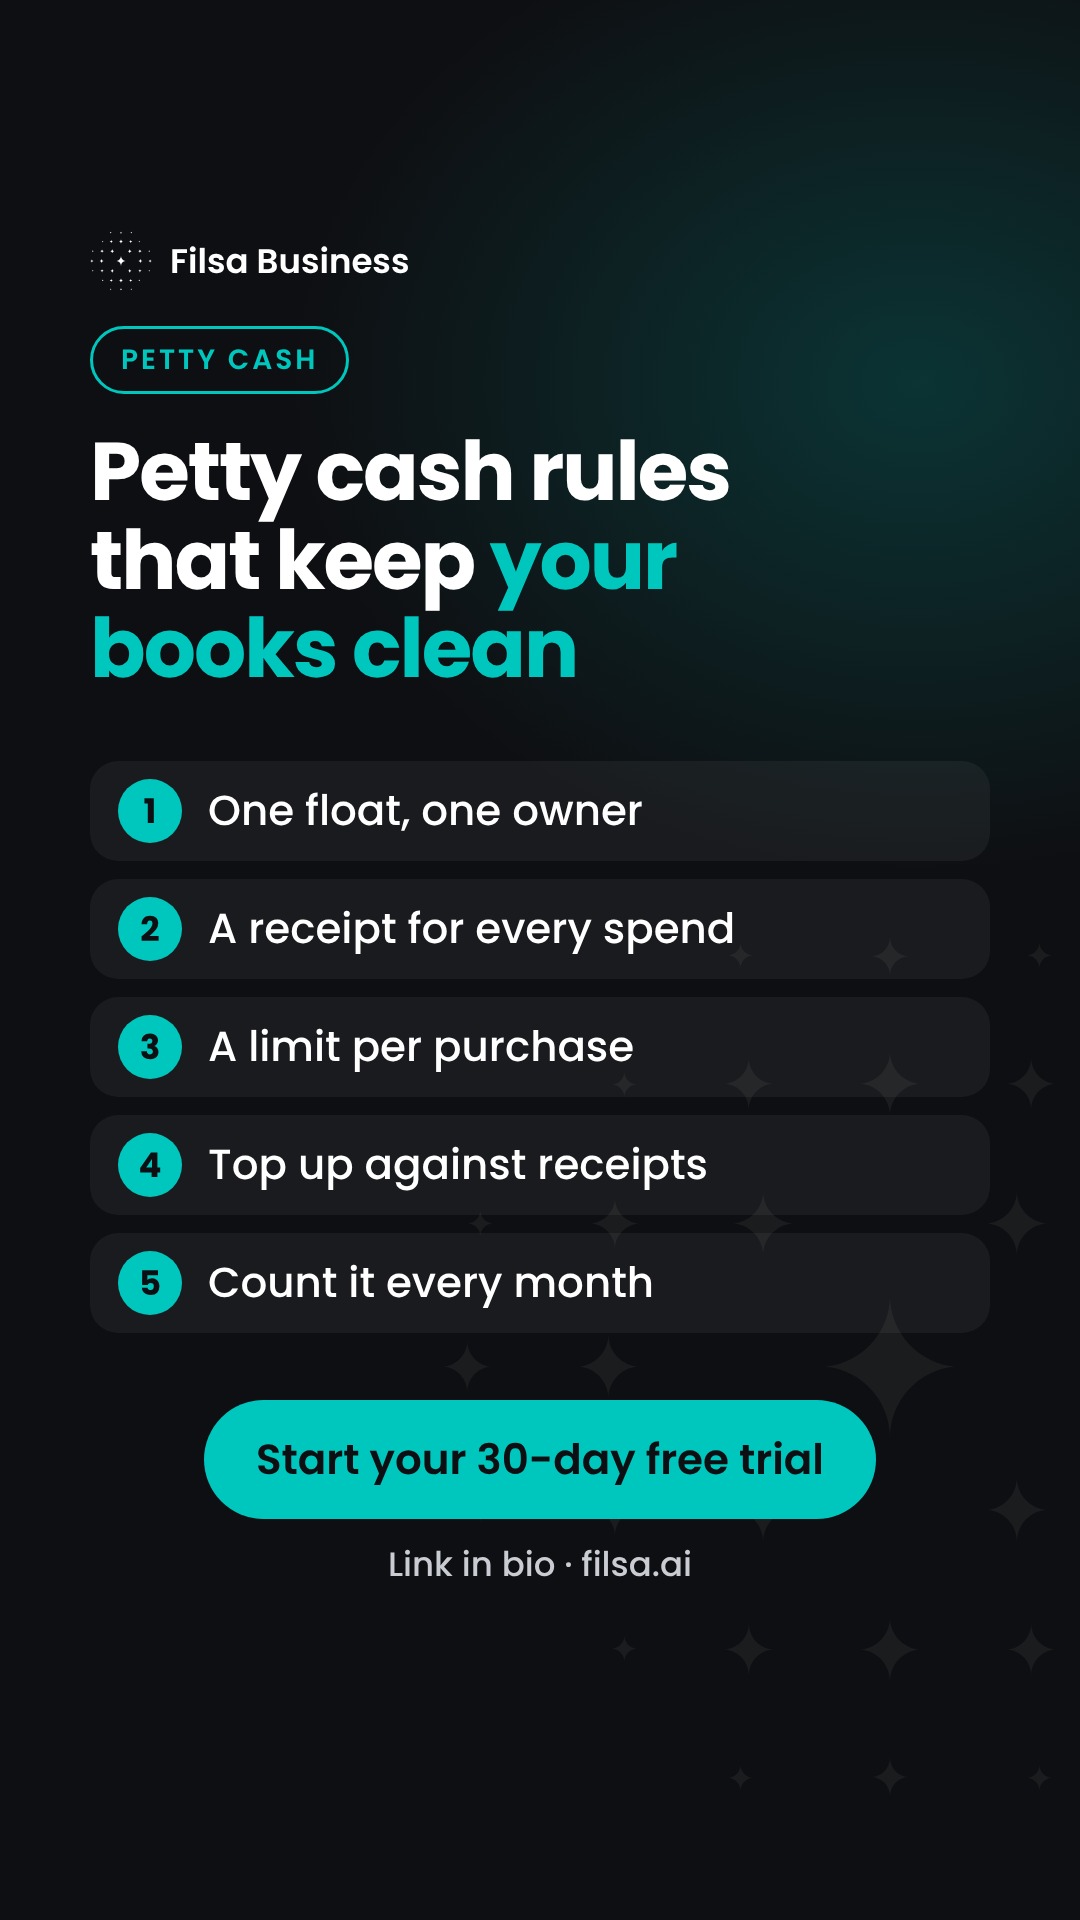 Filsa Business
PETTY CASH
Petty cash rules
that keep your
books clean
1 One float, one owner
2 A receipt for every spend
3 A limit per purchase
4 Top up against receipts
5 Count it every month
Start your 30-day free trial
Link in bio · filsa.ai